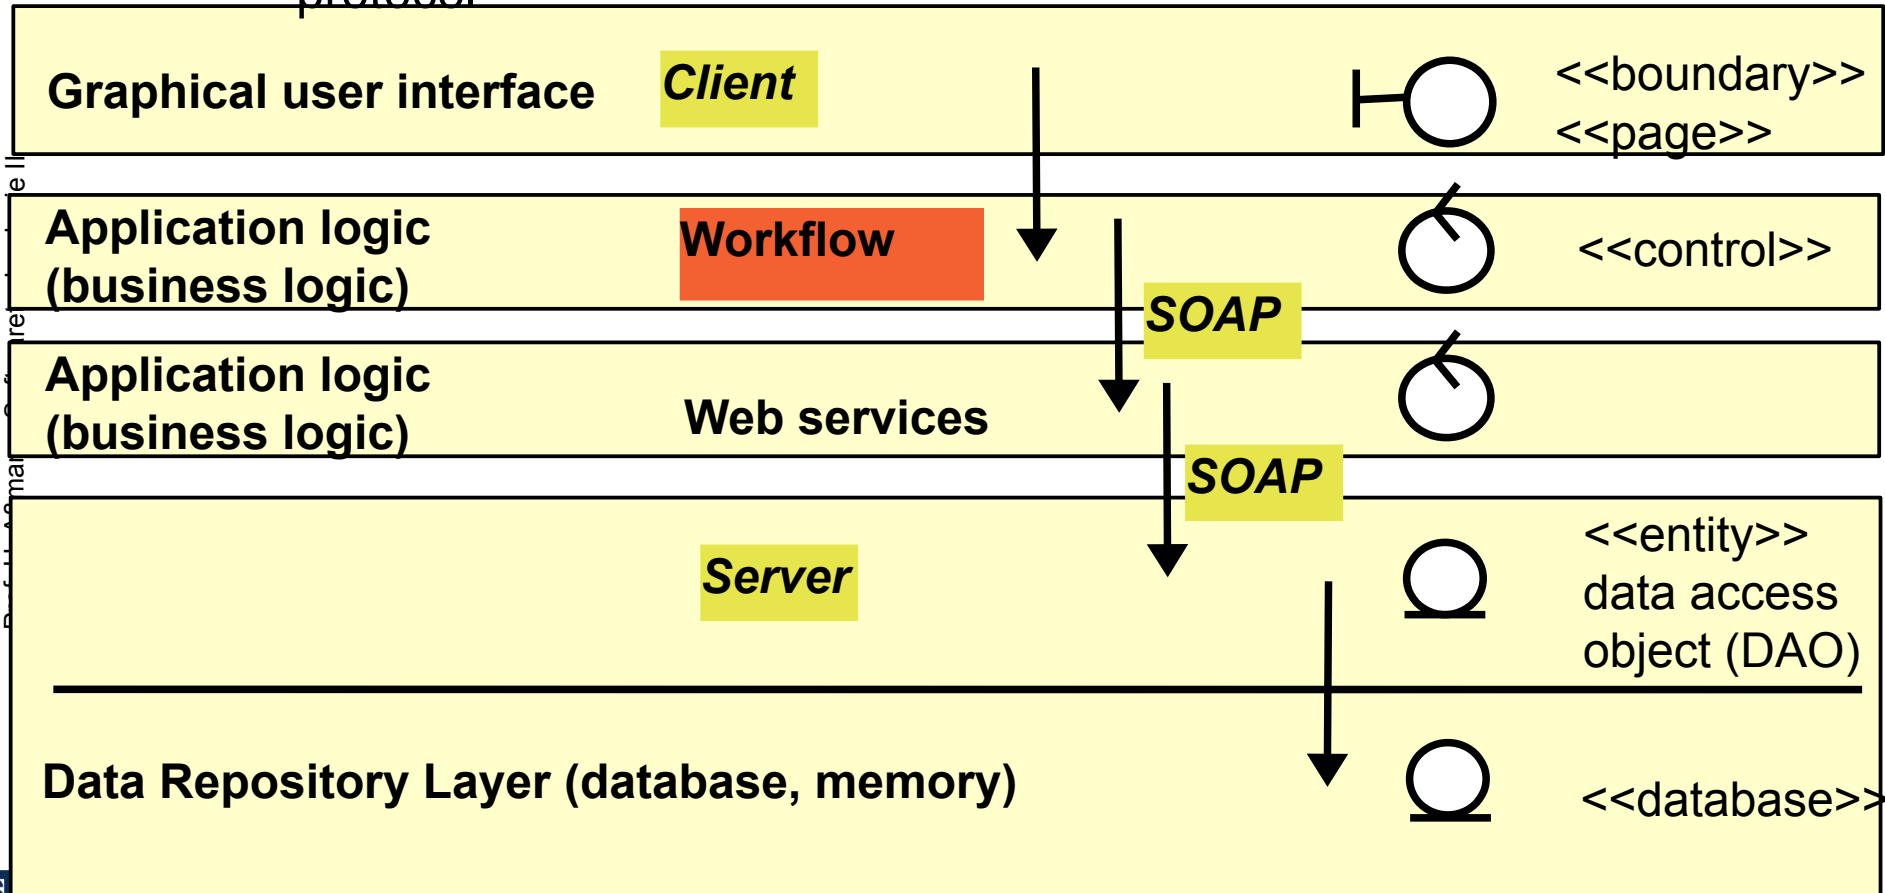 protocol
Graphical user interface
Client
<<boundary>>
<<page>>
Application logic
(business logic)
Workflow
<<control>>
SOAP
Application logic
(business logic)
Web services
SOAP
Server
<<entity>>
data access
object (DAO)
Data Repository Layer (database, memory)
<<database>>